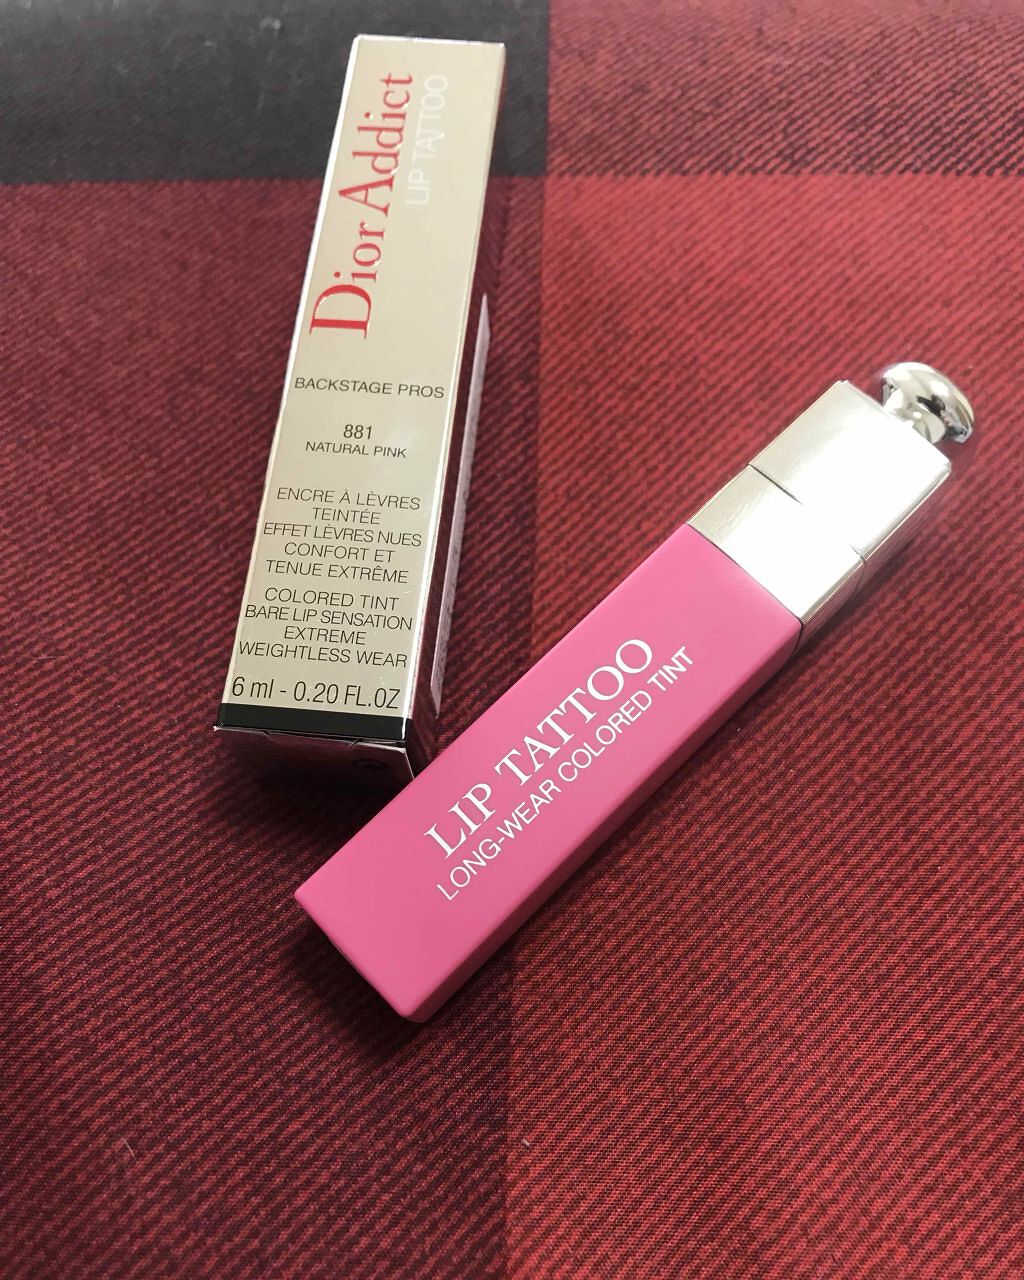 Dior Addict
LIP TATTOO
BACKSTAGE PROS
881
NATURAL PINK
ENCRE À LÈVRES
TEINTÉE
EFFET LÈVRES NUES
CONFORT ET
TENUE EXTRÊME
COLORED TINT
BARE LIP SENSATION
EXTREME
WEIGHTLESS WEAR
6 ml - 0.20 FL.OZ
LIP TATTOO
LONG-WEAR COLORED TINT